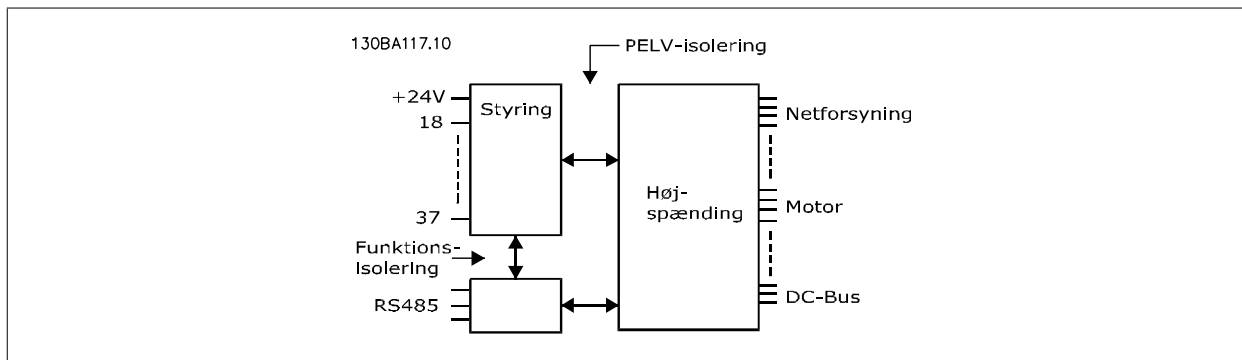 130BA117.10
PELV-isolering
+24V
Styring
18
37
Høj-
spænding
Netforsyning
Motor
DC-Bus
Funktions-
isolering
RS485